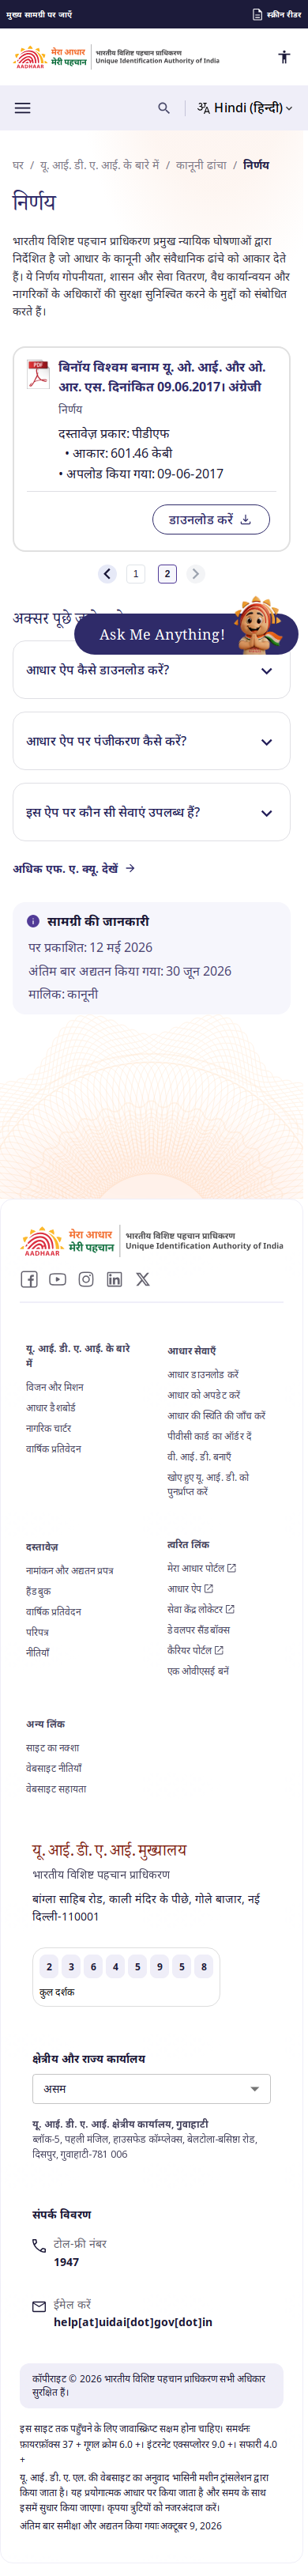 मुख्य सामग्री पर जाएँ
स्क्रीन रीडर
मेरा आधार
मेरी पहचान
AADHAAR
भारतीय विशिष्ट पहचान प्राधिकरण
Unique Identification Authority of India
Hindi (हिन्दी)
घर / यू. आई. डी. ए. आई. के बारे में / कानूनी ढांचा / निर्णय
निर्णय
भारतीय विशिष्ट पहचान प्राधिकरण प्रमुख न्यायिक घोषणाओं द्वारा
निर्देशित है जो आधार के कानूनी और संवैधानिक ढांचे को आकार देते
हैं। ये निर्णय गोपनीयता, शासन और सेवा वितरण, वैध कार्यान्वयन और
नागरिकों के अधिकारों की सुरक्षा सुनिश्चित करने के मुद्दों को संबोधित
करते हैं।
PDF
बिनॉय विश्वम बनाम यू. ओ. आई. और ओ.
आर. एस. दिनांकित 09.06.2017। अंग्रेजी
निर्णय
दस्तावेज़ प्रकार: पीडीएफ
• आकार: 601.46 केबी
• अपलोड किया गया: 09-06-2017
डाउनलोड करें
1
2
अक्सर पूछे
Ask Me Anything!
आधार ऐप कैसे डाउनलोड करें?
आधार ऐप पर पंजीकरण कैसे करें?
इस ऐप पर कौन सी सेवाएं उपलब्ध हैं?
अधिक एफ. ए. क्यू. देखें
सामग्री की जानकारी
पर प्रकाशित: 12 मई 2026
अंतिम बार अद्यतन किया गया: 30 जून 2026
मालिक: कानूनी
मेरा आधार
मेरी पहचान
AADHAAR
भारतीय विशिष्ट पहचान प्राधिकरण
Unique Identification Authority of India
यू. आई. डी. ए. आई. के बारे
में
विजन और मिशन
आधार डैशबोर्ड
नागरिक चार्टर
वार्षिक प्रतिवेदन
आधार सेवाएँ
आधार डाउनलोड करें
आधार को अपडेट करें
आधार की स्थिति की जाँच करें
पीवीसी कार्ड का ऑर्डर दें
वी. आई. डी. बनाएँ
खोए हुए यू. आई. डी. को
पुनर्प्राप्त करें
दस्तावेज़
नामांकन और अद्यतन प्रपत्र
हैंडबुक
वार्षिक प्रतिवेदन
परिपत्र
नीतियाँ
त्वरित लिंक
मेरा आधार पोर्टल
आधार ऐप
सेवा केंद्र लोकेटर
डेवलपर सैंडबॉक्स
कैरियर पोर्टल
एक ओवीएसई बनें
अन्य लिंक
साइट का नक्शा
वेबसाइट नीतियाँ
वेबसाइट सहायता
यू. आई. डी. ए. आई. मुख्यालय
भारतीय विशिष्ट पहचान प्राधिकरण
बांग्ला साहिब रोड, काली मंदिर के पीछे, गोले बाजार, नई
दिल्ली-110001
2 3 6 4 5 9 5 8
कुल दर्शक
क्षेत्रीय और राज्य कार्यालय
असम
यू. आई. डी. ए. आई. क्षेत्रीय कार्यालय, गुवाहाटी
ब्लॉक-5, पहली मंजिल, हाउसफेड कॉम्प्लेक्स, बेलटोला-बसिष्ठा रोड,
दिसपुर, गुवाहाटी-781 006
संपर्क विवरण
टोल-फ्री नंबर
1947
ईमेल करें
help[at]uidai[dot]gov[dot]in
कॉपीराइट © 2026 भारतीय विशिष्ट पहचान प्राधिकरण सभी अधिकार
सुरक्षित हैं।
इस साइट तक पहुँचने के लिए जावास्क्रिप्ट सक्षम होना चाहिए। समर्थनः
फ़ायरफ़ॉक्स 37 + गूगल क्रोम 6.0 +। इंटरनेट एक्सप्लोरर 9.0 +। सफारी 4.0
+
यू. आई. डी. ए. एल. की वेबसाइट का अनुवाद भाषिनी मशीन ट्रांसलेशन द्वारा
किया जाता है। यह प्रयोगात्मक आधार पर किया जाता है और समय के साथ
इसमें सुधार किया जाएगा। कृपया त्रुटियों को नजरअंदाज करें।
अंतिम बार समीक्षा और अद्यतन किया गयाः अक्टूबर 9, 2026